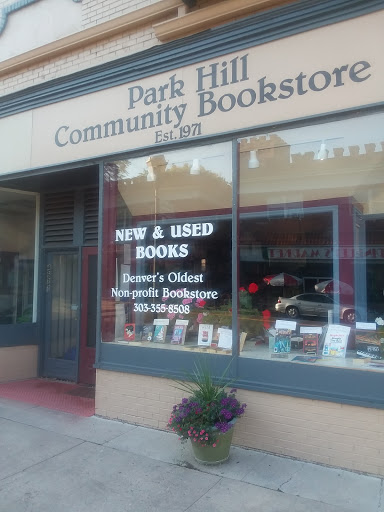 Park Hill
Community Bookstore
Est. 1971
NEW & USED
BOOKS
Denver's Oldest
Non-profit Bookstore
303-355-8508